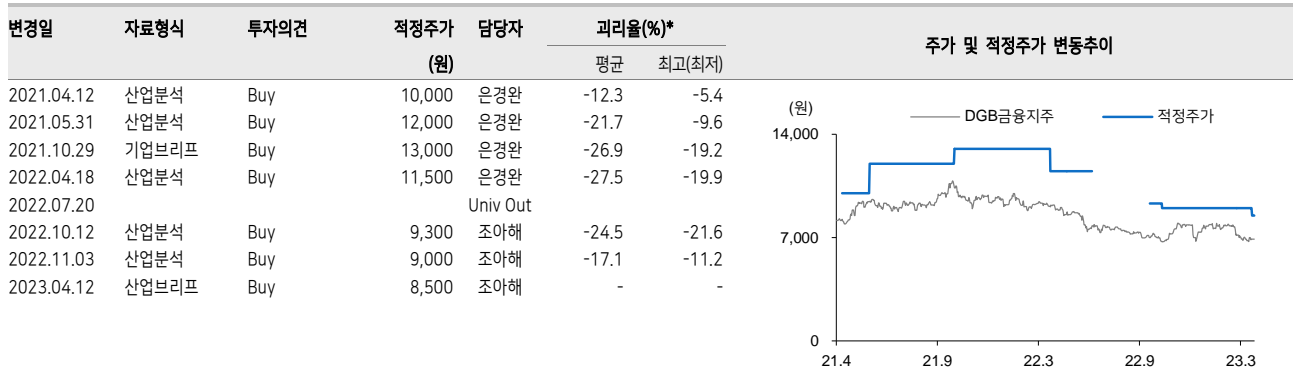 변경일 자료형식 투자의견 적정주가 담당자 괴리율(%)* 주가 및 적정주가 변동추이
(원) 평균 최고(최저)
2021.04.12 산업분석 Buy 10,000 은경완 -12.3 -5.4
2021.05.31 산업분석 Buy 12,000 은경완 -21.7 -9.6
2021.10.29 기업브리프 Buy 13,000 은경완 -26.9 -19.2
2022.04.18 산업분석 Buy 11,500 은경완 -27.5 -19.9
2022.07.20 Univ Out
2022.10.12 산업분석 Buy 9,300 조아해 -24.5 -21.6
2022.11.03 산업분석 Buy 9,000 조아해 -17.1 -11.2
2023.04.12 산업브리프 Buy 8,500 조아해 - -
(원)
DGB금융지주 적정주가
14,000
7,000
0
21.4 21.9 22.3 22.9 23.3